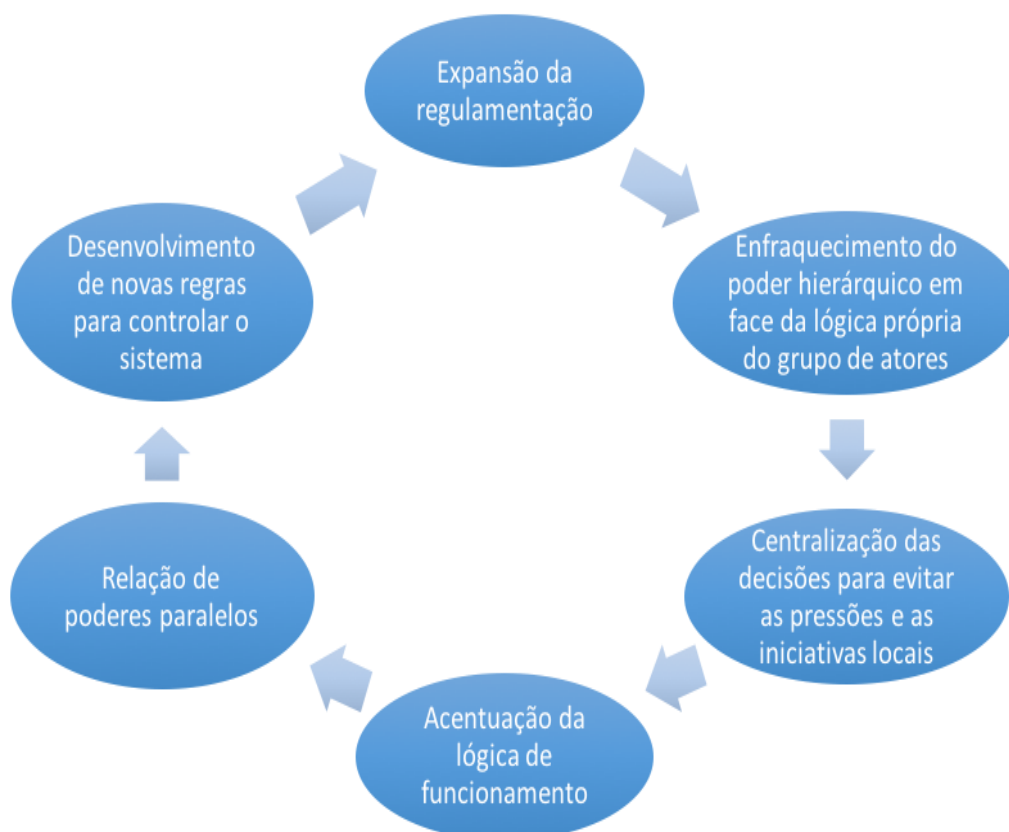 Expansão da
regulamentação
Enfraquecimento do
poder hierárquico em
face da lógica própria
do grupo de atores
Centralização das
decisões para evitar
as pressões e as
iniciativas locais
Acentuação da
lógica de
funcionamento
Relação de
poderes paralelos
Desenvolvimento
de novas regras
para controlar o
sistema